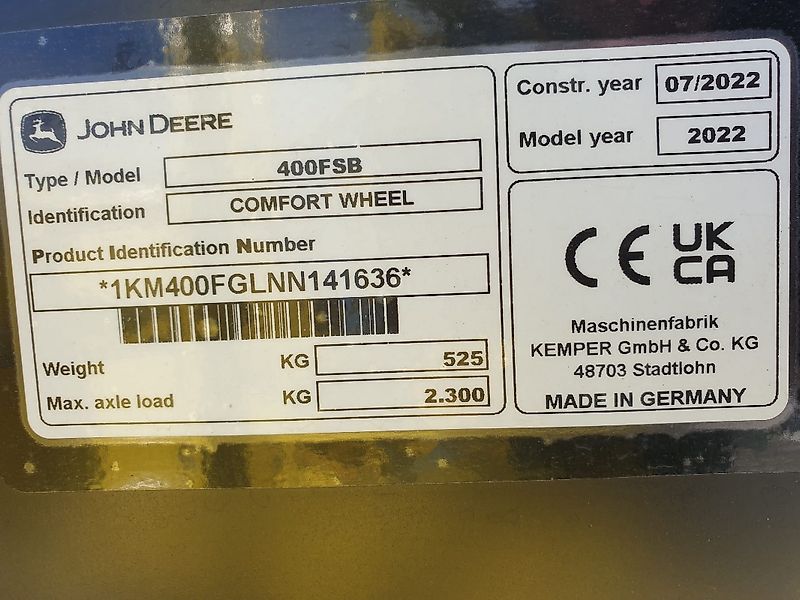 JOHN DEERE
Type / Model 400FSB
Identification COMFORT WHEEL
Product Identification Number
*1KM400FGLNN141636*
Weight KG 525
Max. axle load KG 2.300
Constr. year 07/2022
Model year 2022
CE UK
CA
Maschinenfabrik
KEMPER GmbH & Co. KG
48703 Stadtlohn
MADE IN GERMANY